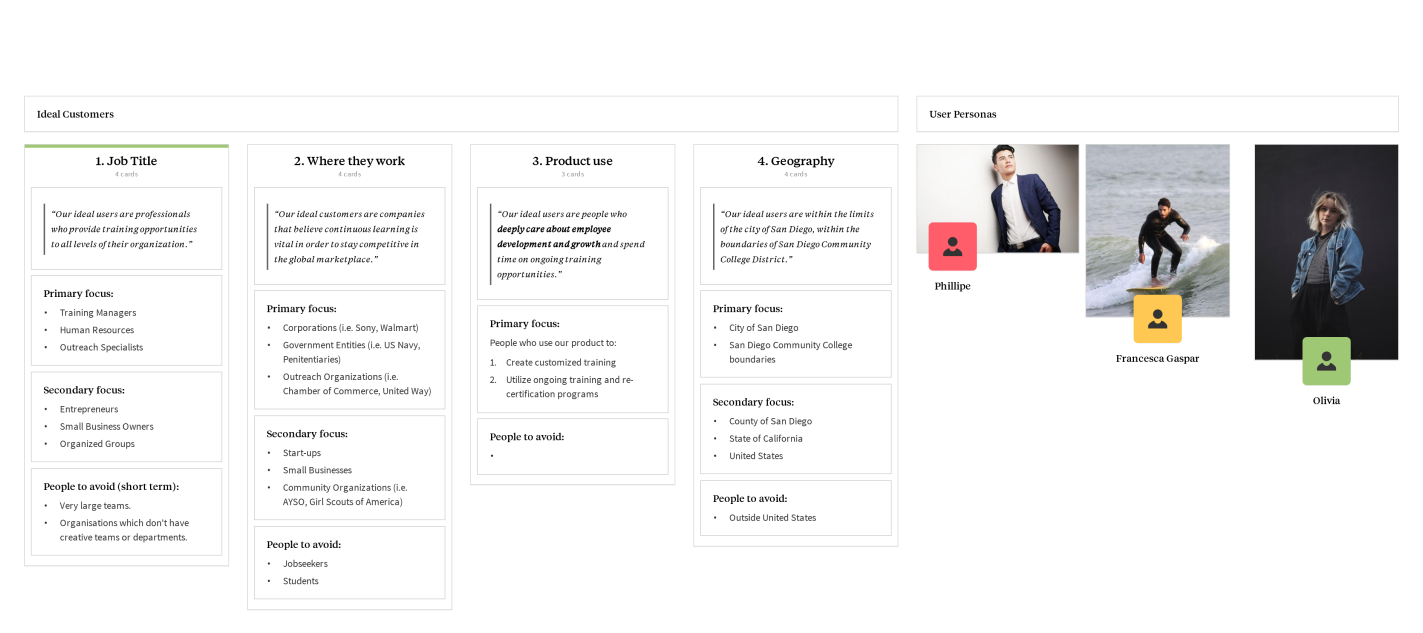 Ideal Customers
User Personas
1. Job Title
4 cards
“Our ideal users are professionals
who provide training opportunities
to all levels of their organization.”
Primary focus:
• Training Managers
• Human Resources
• Outreach Specialists
Secondary focus:
• Entrepreneurs
• Small Business Owners
• Organized Groups
People to avoid (short term):
• Very large teams.
• Organisations which don't have
creative teams or departments.
2. Where they work
4 cards
“Our ideal customers are companies
that believe continuous learning is
vital in order to stay competitive in
the global marketplace.”
Primary focus:
• Corporations (i.e. Sony, Walmart)
• Government Entities (i.e. US Navy,
Penitentiaries)
• Outreach Organizations (i.e.
Chamber of Commerce, United Way)
Secondary focus:
• Start-ups
• Small Businesses
• Community Organizations (i.e.
AYSO, Girl Scouts of America)
People to avoid:
• Jobseekers
• Students
3. Product use
3 cards
“Our ideal users are people who
deeply care about employee
development and growth and spend
time on ongoing training
opportunities.”
Primary focus:
People who use our product to:
1. Create customized training
2. Utilize ongoing training and re-
certification programs
People to avoid:
•
4. Geography
4 cards
“Our ideal users are within the limits
of the city of San Diego, within the
boundaries of San Diego Community
College District.”
Primary focus:
• City of San Diego
• San Diego Community College
boundaries
Secondary focus:
• County of San Diego
• State of California
• United States
People to avoid:
• Outside United States
Phillipe
Francesca Gaspar
Olivia